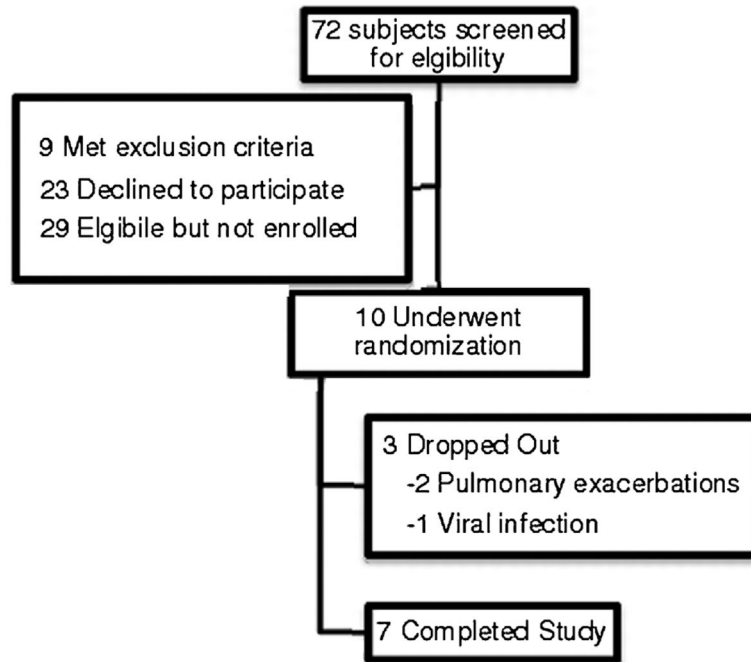 72 subjects screened
for elgibility
9 Met exclusion criteria
23 Declined to participate
29 Elgibile but not enrolled
10 Underwent
randomization
3 Dropped Out
-2 Pulmonary exacerbations
-1 Viral infection
7 Completed Study